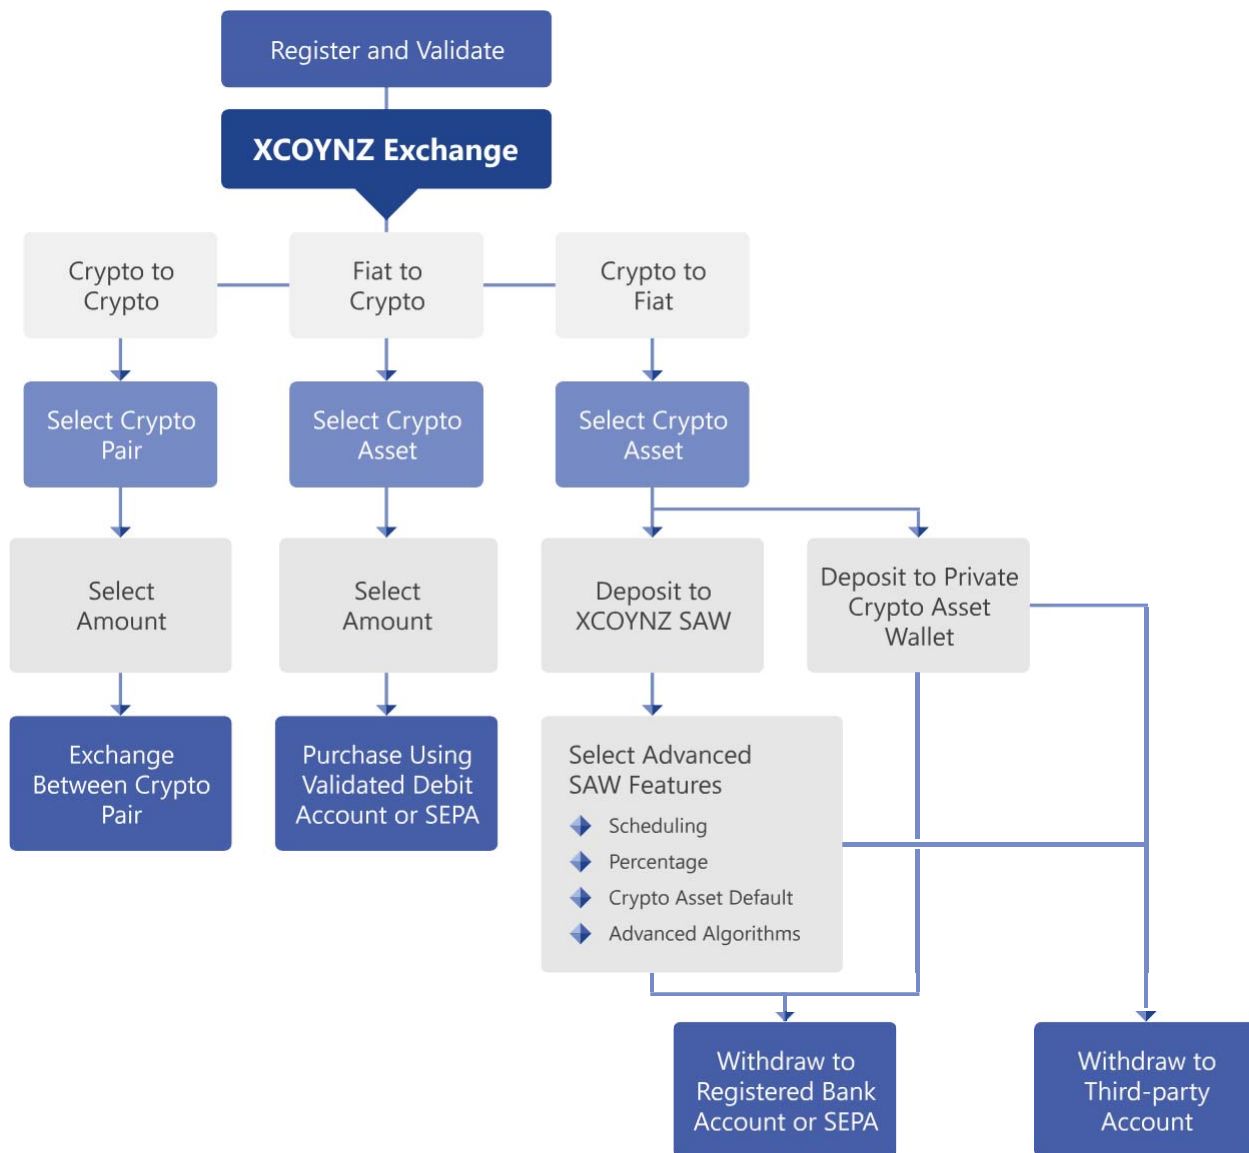 Register and Validate
XCOYNZ Exchange
Crypto to
Crypto
Fiat to
Crypto
Crypto to
Fiat
Select Crypto
Pair
Select Crypto
Asset
Select Crypto
Asset
Select
Amount
Select
Amount
Deposit to
XCOYNZ SAW
Deposit to Private
Crypto Asset
Wallet
Exchange
Between Crypto
Pair
Purchase Using
Validated Debit
Account or SEPA
Select Advanced
SAW Features
Scheduling
Percentage
Crypto Asset Default
Advanced Algorithms
Withdraw to
Registered Bank
Account or SEPA
Withdraw to
Third-party
Account